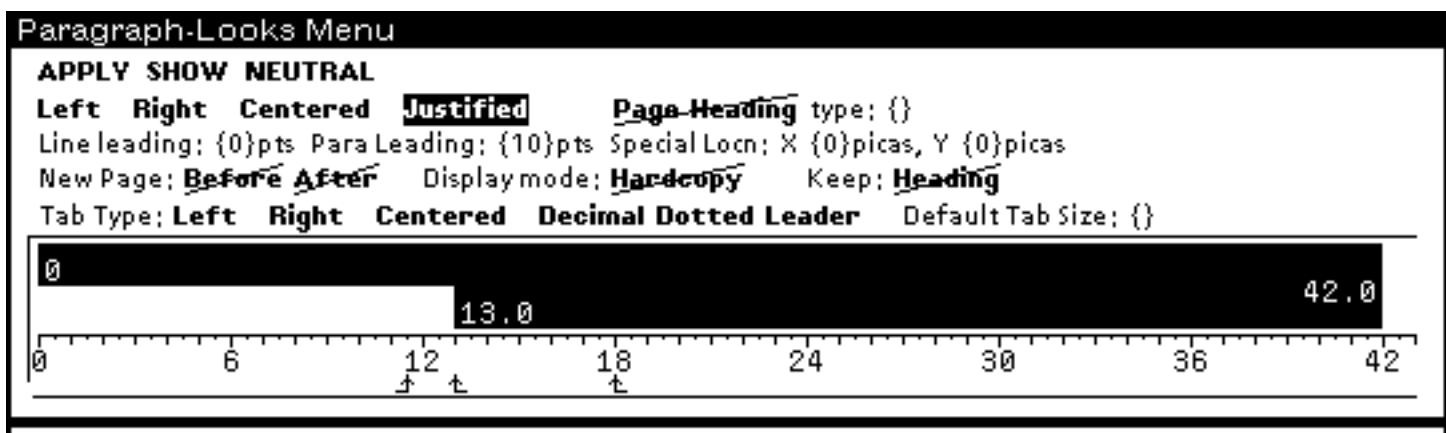 Paragraph-Looks Menu
APPLY SHOW NEUTRAL
Left Right Centered Justified Page Heading type: {}
Line leading: {0}pts Para Leading: {10}pts Special Locn: X {0}picas, Y {0}picas
New Page: Before After Display mode: Hardcopy Keep: Heading
Tab Type: Left Right Centered Decimal Dotted Leader Default Tab Size: {}
0
42.0
13.0
0 6 12 18 24 30 36 42